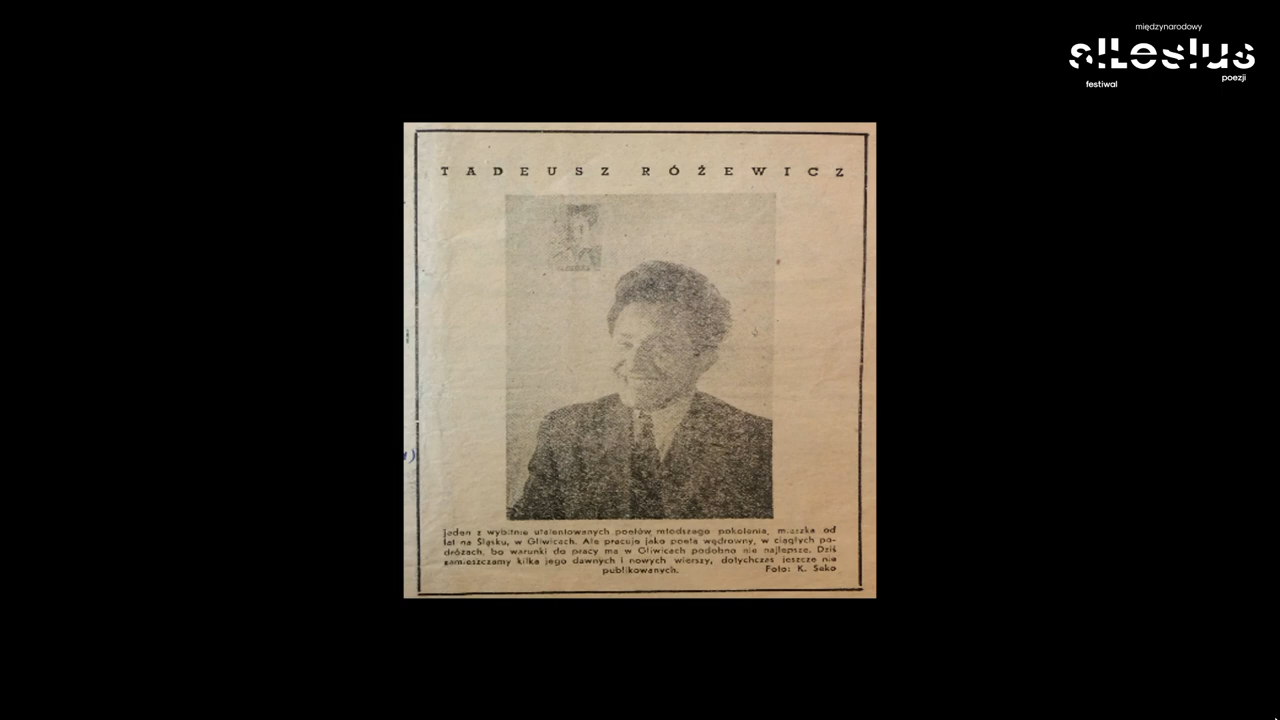 międzynarodowy
sılesıus
festiwal
poezji
TADEUSZ RÓŻEWICZ
Jeden z wybitnie utalentowanych poetów młodszego pokolenia, mieszka od
lat na Śląsku, w Gliwicach. Ale pracuje jako poeta wędrowny, w ciągłych po-
dróżach, bo warunki do pracy ma w Gliwicach podobno nie najlepsze. Dziś
zamieszczamy kilka jego dawnych i nowych wierszy, dotychczas jeszcze nie
publikowanych. Foto: K. Seko